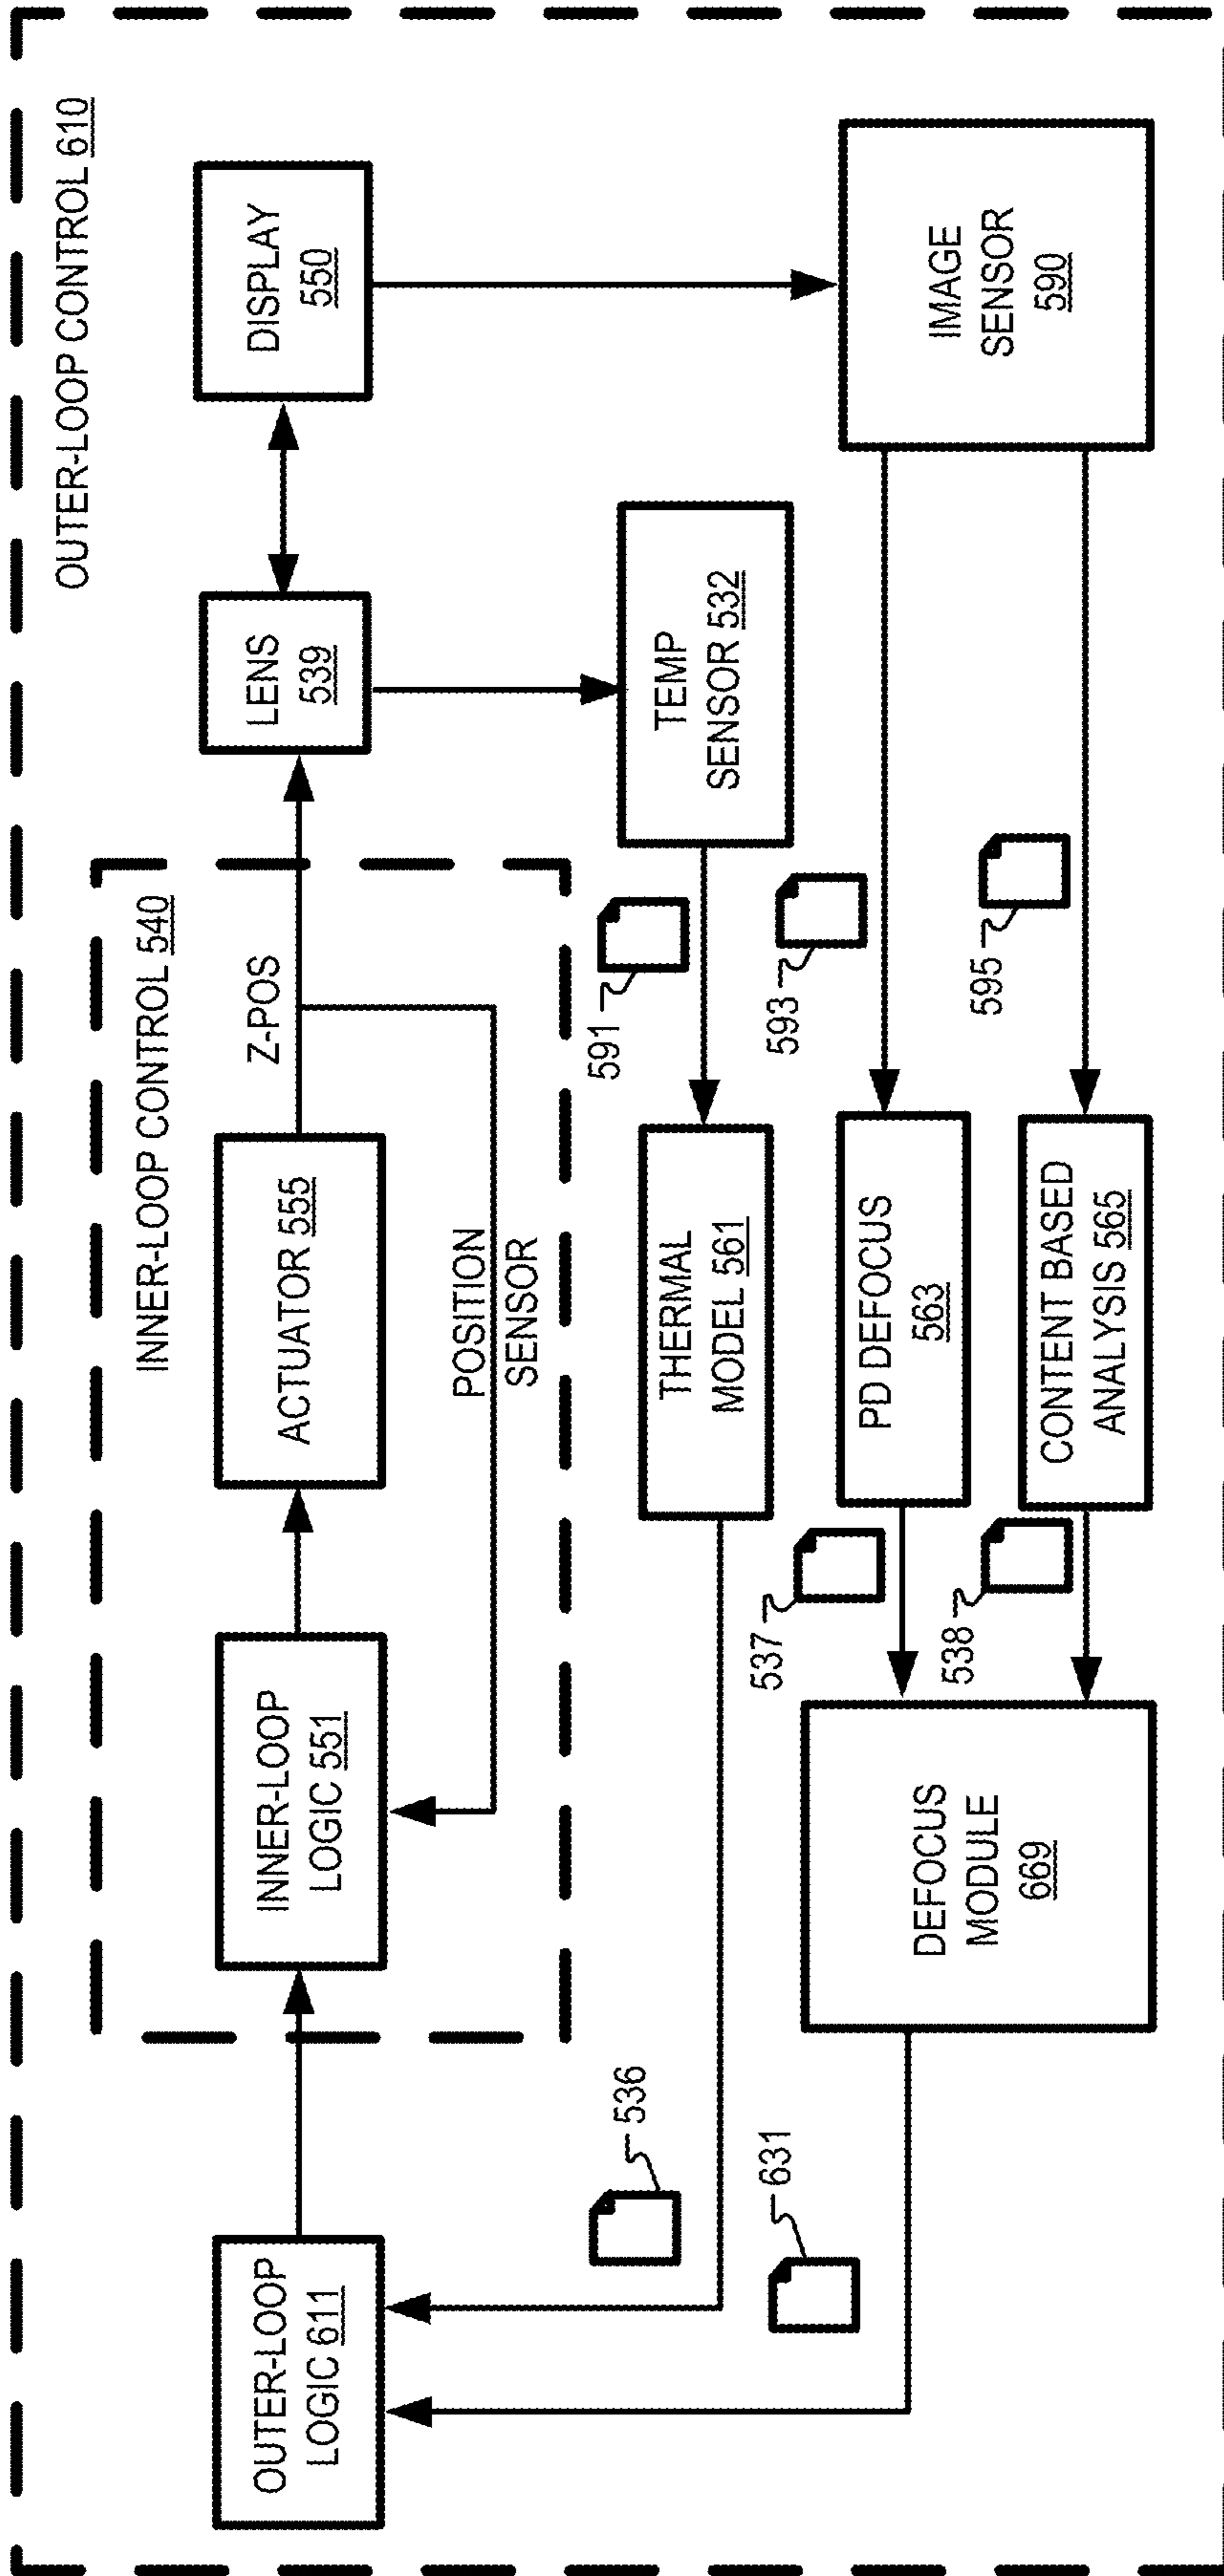 OUTER-LOOP CONTROL 610
INNER-LOOP CONTROL 540
OUTER-LOOP
LOGIC 611
INNER-LOOP
LOGIC 551
ACTUATOR 555
Z-POS
LENS
539
DISPLAY
550
POSITION
SENSOR
536
THERMAL
MODEL 561
591
TEMP
SENSOR 532
631
DEFOCUS
MODULE
669
537
PD DEFOCUS
563
593
538
CONTENT BASED
ANALYSIS 565
595
IMAGE
SENSOR
590